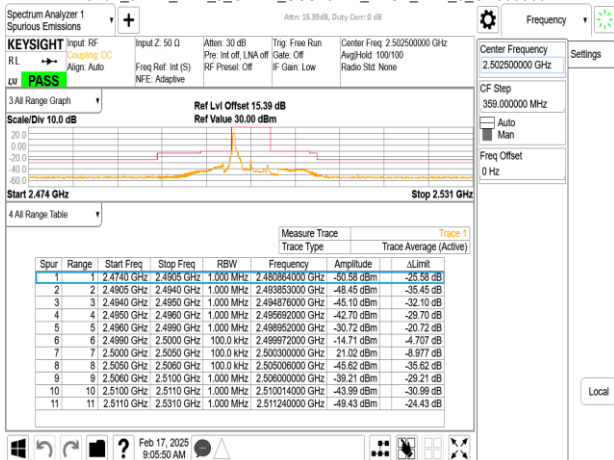 Spectrum Analyzer 1
Spurious Emissions
Attn: 15.39dB, Duty Corr: 0 dB
Frequency
KEYSIGHT
RL
LXI PASS
Input: RF
Coupling: DC
Align: Auto
Input Z: 50 Ω
Freq Ref: Int (S)
NFE: Adaptive
Atten: 30 dB
Pre: Int off, LNA off
RF Preset: Off
Trig: Free Run
Gate: Off
IF Gain: Low
Center Freq: 2.502500000 GHz
Avg|Hold: 100/100
Radio Std: None
Center Frequency
2.502500000 GHz
CF Step
359.000000 MHz
Auto
Man
Freq Offset
0 Hz
Settings
Local
3 All Range Graph
Scale/Div 10.0 dB
Ref Lvl Offset 15.39 dB
Ref Value 30.00 dBm
20.0
0.00
-20.0
-40.0
-60.0
Start 2.474 GHz Stop 2.531 GHz
4 All Range Table
Measure Trace Trace 1
Trace Type Trace Average (Active)
Spur Range Start Freq Stop Freq RBW Frequency Amplitude ΔLimit
1 1 2.4740 GHz 2.4905 GHz 1.000 MHz 2.480864000 GHz -50.58 dBm -25.58 dB
2 2 2.4905 GHz 2.4940 GHz 1.000 MHz 2.493853000 GHz -48.45 dBm -35.45 dB
3 3 2.4940 GHz 2.4950 GHz 1.000 MHz 2.494876000 GHz -45.10 dBm -32.10 dB
4 4 2.4950 GHz 2.4960 GHz 1.000 MHz 2.495692000 GHz -42.70 dBm -29.70 dB
5 5 2.4960 GHz 2.4990 GHz 1.000 MHz 2.498952000 GHz -30.72 dBm -20.72 dB
6 6 2.4990 GHz 2.5000 GHz 100.0 kHz 2.499972000 GHz -14.71 dBm -4.707 dB
7 7 2.5000 GHz 2.5050 GHz 100.0 kHz 2.500300000 GHz 21.02 dBm -8.977 dB
8 8 2.5050 GHz 2.5060 GHz 100.0 kHz 2.505006000 GHz -45.62 dBm -35.62 dB
9 9 2.5060 GHz 2.5100 GHz 1.000 MHz 2.506000000 GHz -39.21 dBm -29.21 dB
10 10 2.5100 GHz 2.5110 GHz 1.000 MHz 2.510014000 GHz -43.99 dBm -30.99 dB
11 11 2.5110 GHz 2.5310 GHz 1.000 MHz 2.511240000 GHz -49.43 dBm -24.43 dB
Feb 17, 2025
9:05:50 AM